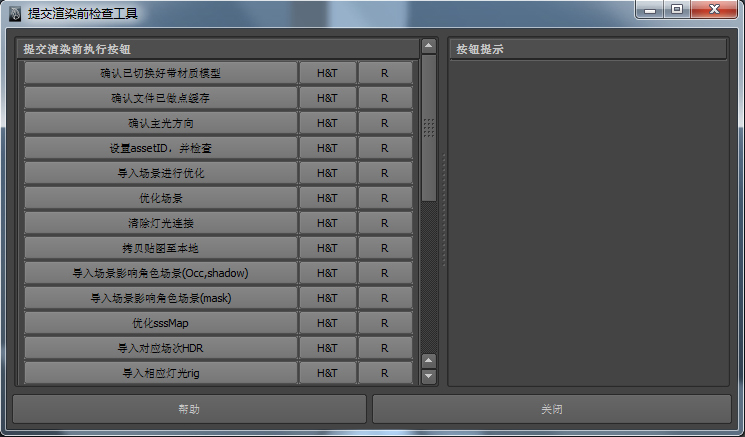 提交渲染前检查工具
提交渲染前执行按钮
按钮提示
确认已切换好带材质模型 H&T R
确认文件已做点缓存 H&T R
确认主光方向 H&T R
设置assetID，并检查 H&T R
导入场景进行优化 H&T R
优化场景 H&T R
清除灯光连接 H&T R
拷贝贴图至本地 H&T R
导入场景影响角色场景(Occ,shadow) H&T R
导入场景影响角色场景(mask) H&T R
优化sssMap H&T R
导入对应场次HDR H&T R
导入相应灯光rig H&T R
帮助 关闭